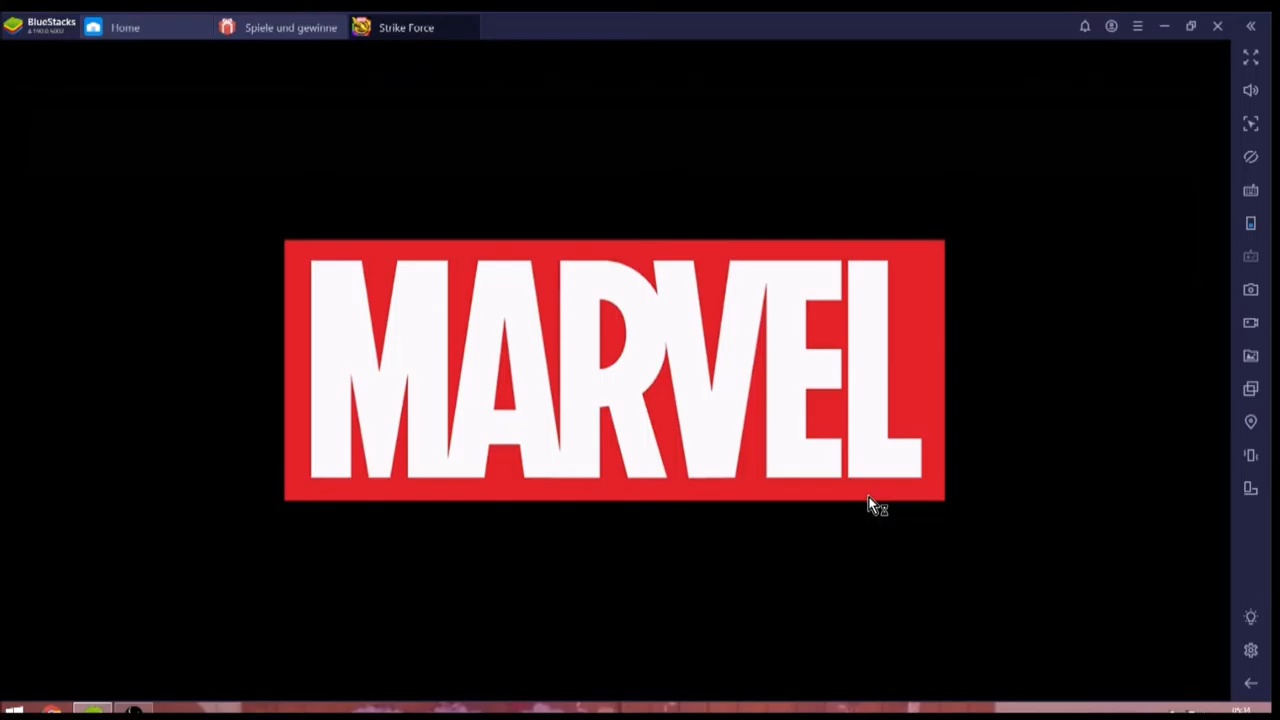 BlueStacks
Home
Spiele und gewinne
Strike Force
MARVEL